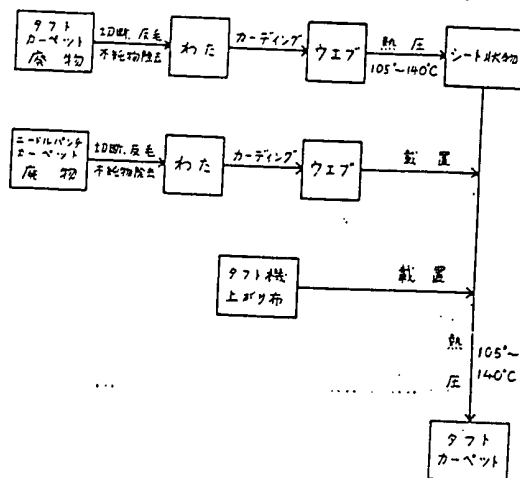 タフト
カーペット
廃物
切断、反毛
不純物除去
わた
カーディング
ウエブ
熱圧
105°~140°C
シート状物
ニードルパンチ
カーペット
廃物
切断、反毛
不純物除去
わた
カーディング
ウエブ
載置
タフト機
上がり布
載置
熱圧
105°~
140°C
タフト
カーペット